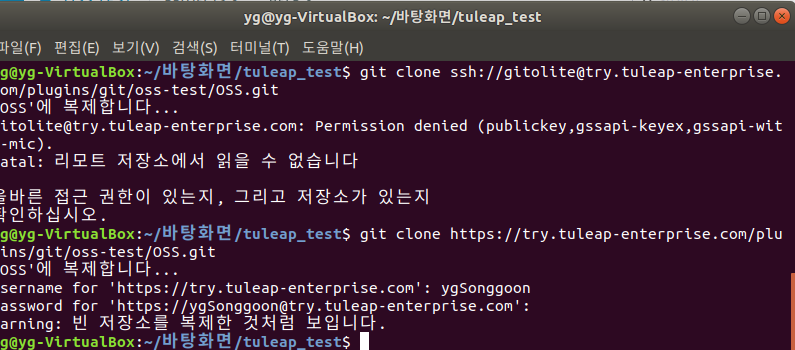 yg@yg-VirtualBox: ~/바탕화면/tuleap_test
파일(F) 편집(E) 보기(V) 검색(S) 터미널(T) 도움말(H)
g@yg-VirtualBox:~/바탕화면/tuleap_test$ git clone ssh://gitolite@try.tuleap-enterprise.
om/plugins/git/oss-test/OSS.git
OSS'에 복제합니다...
itolite@try.tuleap-enterprise.com: Permission denied (publickey,gssapi-keyex,gssapi-wit
-mic).
atal: 리모트 저장소에서 읽을 수 없습니다
올바른 접근 권한이 있는지, 그리고 저장소가 있는지
확인하십시오.
g@yg-VirtualBox:~/바탕화면/tuleap_test$ git clone https://try.tuleap-enterprise.com/plu
ins/git/oss-test/OSS.git
OSS'에 복제합니다...
sername for 'https://try.tuleap-enterprise.com': ygSonggoon
assword for 'https://ygSonggoon@try.tuleap-enterprise.com':
arning: 빈 저장소를 복제한 것처럼 보입니다.
g@yg-VirtualBox:~/바탕화면/tuleap_test$